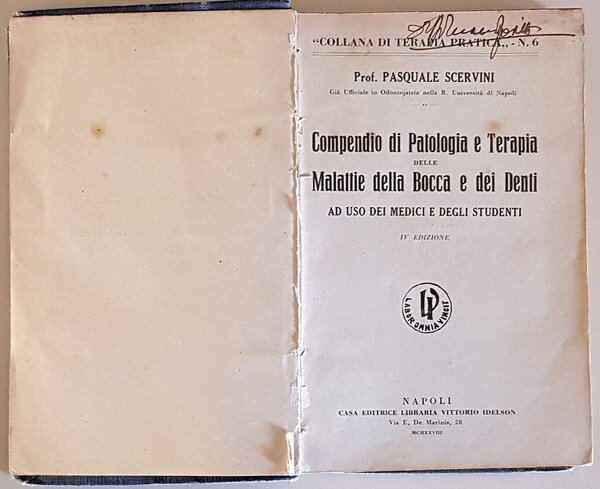 "COLLANA DI TERAPIA PRATICA„ - N. 6
Prof. PASQUALE SCERVINI
Già Ufficiale in Odontojatria nella R. Università di Napoli
Compendio di Patologia e Terapia
DELLE
Malattie della Bocca e dei Denti
AD USO DEI MEDICI E DEGLI STUDENTI
IV EDIZIONE
LABOR OMNIA VINCIT
NAPOLI
CASA EDITRICE LIBRARIA VITTORIO IDELSON
Via E. De Marinis, 28
MCMXXVIII